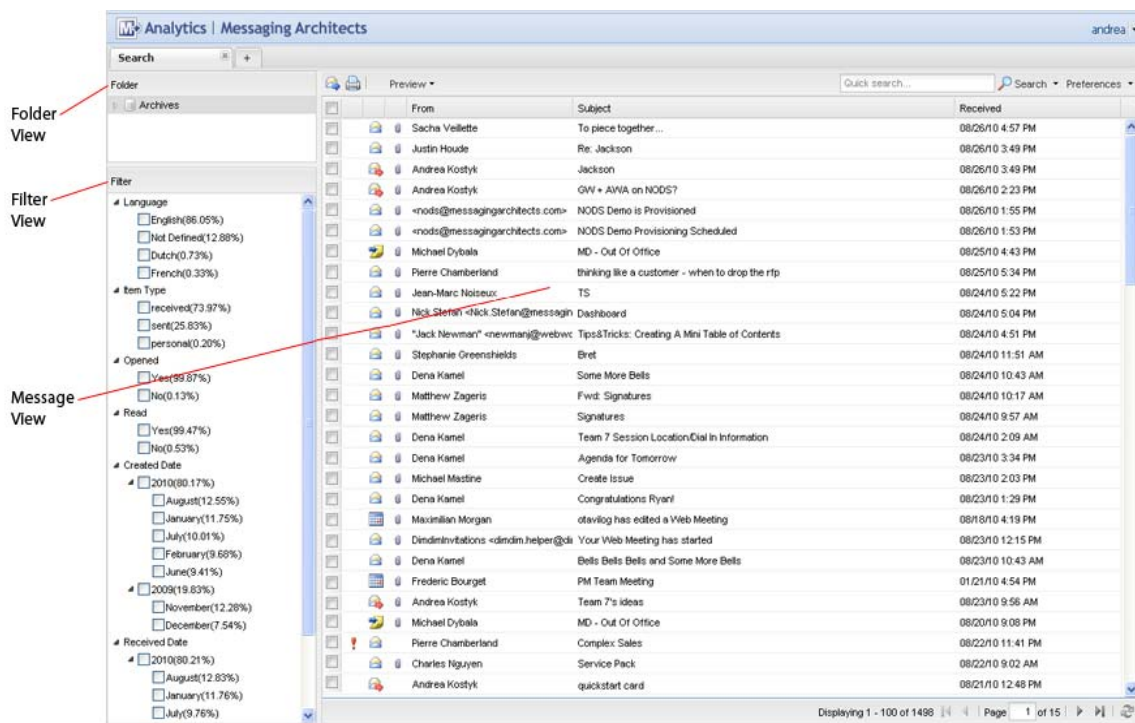 M+ Analytics | Messaging Architects
andrea
Search
+
Folder
Archives
Folder View
Filter
Filter View
Language
English(86.05%)
Not Defined(12.88%)
Dutch(0.73%)
French(0.33%)
Item Type
received(73.97%)
sent(25.83%)
personal(0.20%)
Opened
Yes(99.87%)
No(0.13%)
Message View
Read
Yes(99.47%)
No(0.53%)
Created Date
2010(80.17%)
August(12.55%)
January(11.75%)
July(10.01%)
February(9.68%)
June(9.41%)
2009(19.83%)
November(12.28%)
December(7.54%)
Received Date
2010(80.21%)
August(12.83%)
January(11.76%)
July(9.76%)
Preview
Quick search...
Search
Preferences
From Subject Received
Sacha Veillette To piece together... 08/26/10 4:57 PM
Justin Houde Re: Jackson 08/26/10 3:49 PM
Andrea Kostyk Jackson 08/26/10 3:49 PM
Andrea Kostyk GW + AWA on NODS? 08/26/10 2:23 PM
<nods@messagingarchitects.com> NODS Demo is Provisioned 08/26/10 1:55 PM
<nods@messagingarchitects.com> NODS Demo Provisioning Scheduled 08/26/10 1:53 PM
Michael Dybala MD - Out Of Office 08/25/10 4:43 PM
Pierre Chamberland thinking like a customer - when to drop the rfp 08/25/10 5:34 PM
Jean-Marc Noiseux TS 08/24/10 5:22 PM
Nick Stefan <Nick.Stefan@messagin Dashboard 08/24/10 5:04 PM
"Jack Newman" <newmanj@webwc Tips&Tricks: Creating A Mini Table of Contents 08/24/10 4:51 PM
Stephanie Greenshields Bret 08/24/10 11:51 AM
Dena Kamel Some More Bells 08/24/10 10:43 AM
Matthew Zageris Fwd: Signatures 08/24/10 10:17 AM
Matthew Zageris Signatures 08/24/10 9:57 AM
Dena Kamel Team 7 Session Location/Dial In Information 08/24/10 2:09 AM
Dena Kamel Agenda for Tomorrow 08/23/10 3:34 PM
Michael Mastine Create Issue 08/23/10 2:03 PM
Dena Kamel Congratulations Ryan! 08/23/10 1:29 PM
Maximilian Morgan otavilog has edited a Web Meeting 08/18/10 4:19 PM
DimdimInvitations <dimdim.helper@di Your Web Meeting has started 08/23/10 12:15 PM
Dena Kamel Bells Bells Bells and Some More Bells 08/23/10 10:43 AM
Frederic Bourget PM Team Meeting 01/21/10 4:54 PM
Andrea Kostyk Team 7's ideas 08/23/10 9:56 AM
Michael Dybala MD - Out Of Office 08/20/10 9:08 PM
Pierre Chamberland Complex Sales 08/22/10 11:41 PM
Charles Nguyen Service Pack 08/22/10 9:02 AM
Andrea Kostyk quickstart card 08/21/10 12:48 PM
Displaying 1 - 100 of 1498 Page 1 of 15